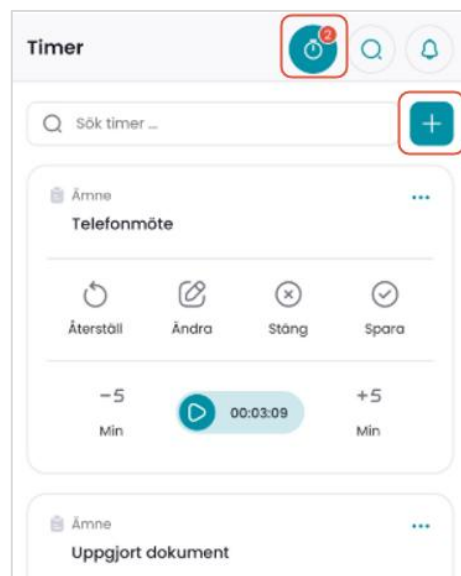 Timer
2
Sök timer ...
Ämne
Telefonmöte
Återställ Ändra Stäng Spara
-5 +5
00:03:09
Min Min
Ämne
Uppgjort dokument